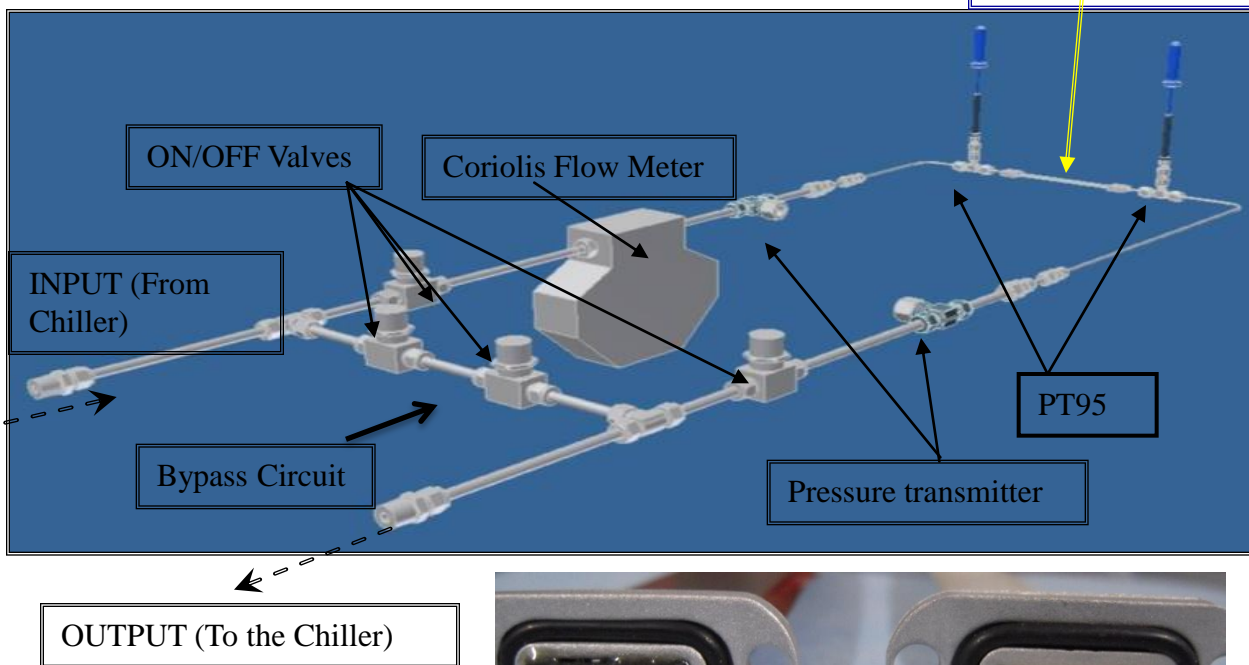 ON/OFF Valves
Coriolis Flow Meter
INPUT (From
Chiller)
PT95
Bypass Circuit
Pressure transmitter
OUTPUT (To the Chiller)